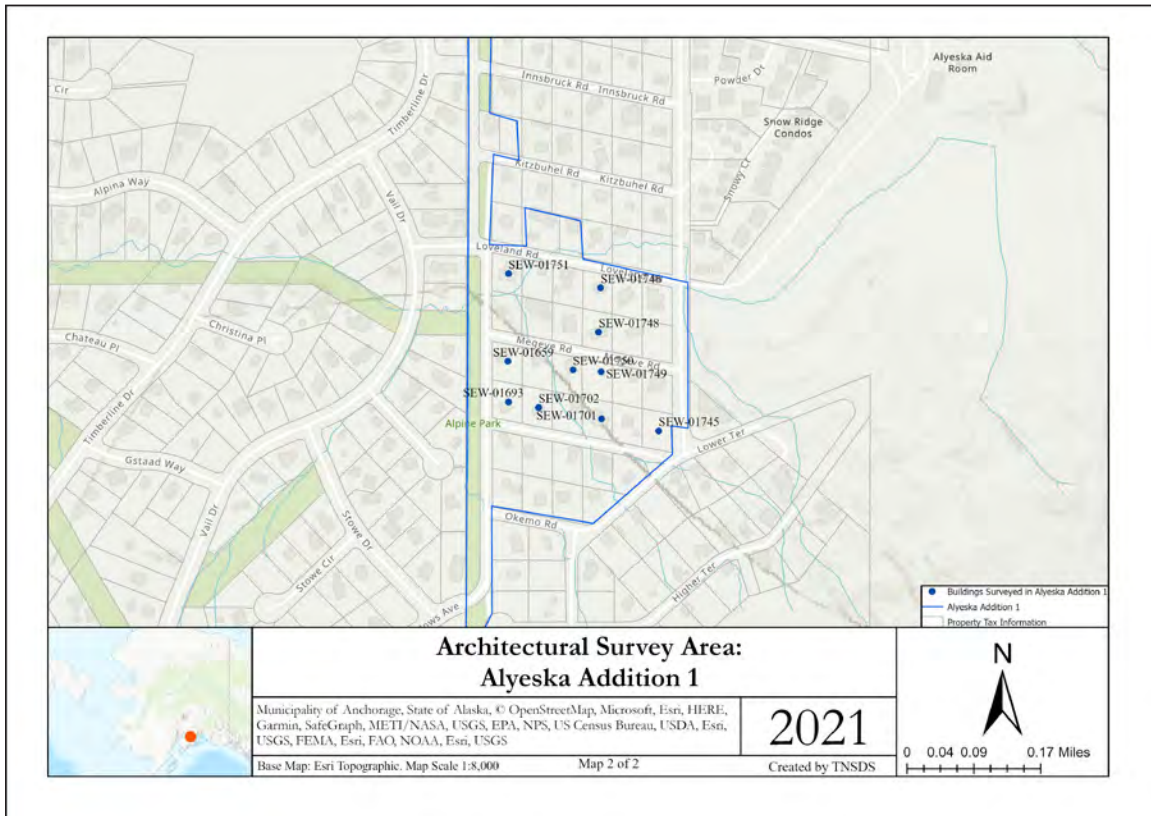 Alyeska Aid
Room
Innsbruck Rd Innsbruck Rd
Powder Dr
Cir
Timberline Dr
Snow Ridge
Condos
Kitzbuhel Rd Kitzbuhel Rd
Snowy Cr
Alpina Way
Vail Dr
Loveland Rd
SEW-01751
SEW-01746
SEW-01748
Christina Pl
Chateau Pl
Megeve Rd
SEW-01659
SEW-01750
SEW-01749
SEW-01693
SEW-01702
SEW-01701
SEW-01745
Alpine Park
Lower Ter
Timberline Dr
Gstaad Way
Vail Dr
Stowe Dr
Okemo Rd
Stowe Cir
Higher Ter
ows Ave
Buildings Surveyed in Alyeska Addition 1
Alyeska Addition 1
Property Tax Information
Architectural Survey Area:
Alyeska Addition 1
Municipality of Anchorage, State of Alaska, © OpenStreetMap, Microsoft, Esri, HERE,
Garmin, SafeGraph, METI/NASA, USGS, EPA, NPS, US Census Bureau, USDA, Esri,
USGS, FEMA, Esri, FAO, NOAA, Esri, USGS
2021
Base Map: Esri Topographic. Map Scale 1:8,000
Map 2 of 2
Created by TNSDS
N
0 0.04 0.09 0.17 Miles